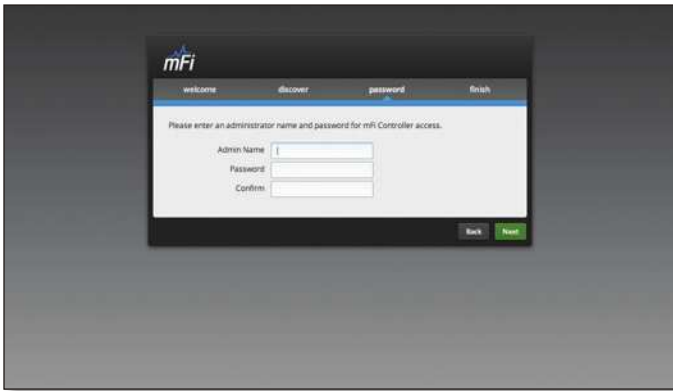 mFi
welcome discover password finish
Please enter an administrator name and password for mFi Controller access.
Admin Name
Password
Confirm
Back Next